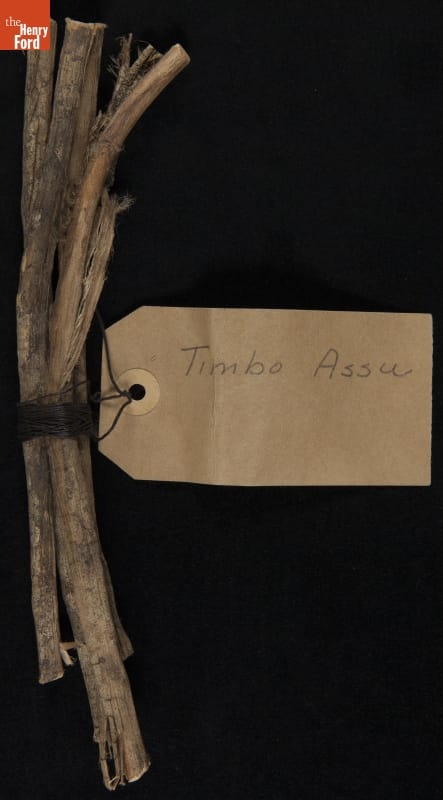 the
Henry
Ford
Timbo Assu